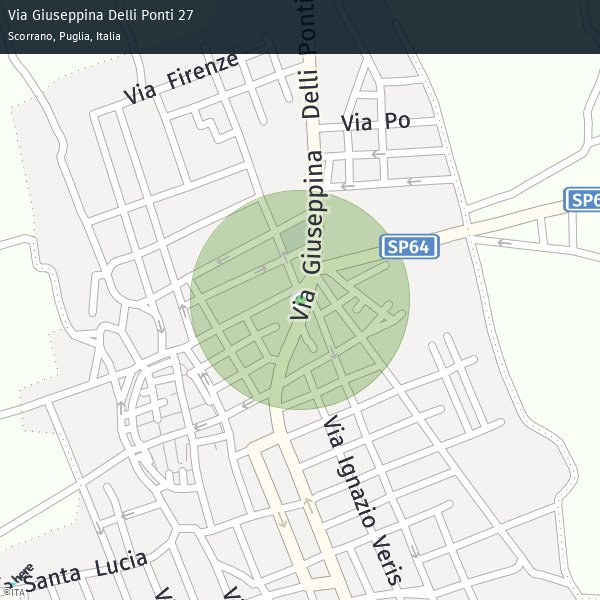 Via Giuseppina Delli Ponti 27
Scorrano, Puglia, Italia
Via Firenze
Via Giuseppina Delli Ponti
Via Po
SP64
Via Ignazio Veris
Santa Lucia
here
©ITA